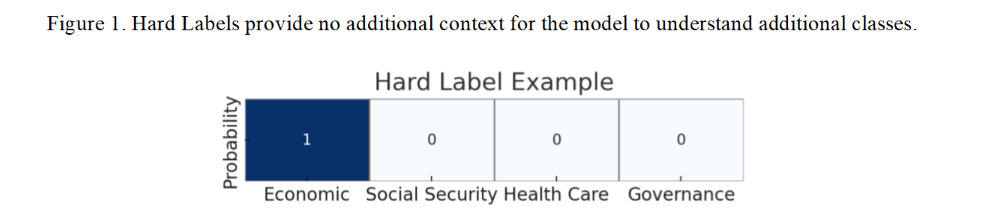 Figure 1. Hard Labels provide no additional context for the model to understand additional classes.
Hard Label Example
Probability
1 0 0 0
Economic Social Security Health Care Governance